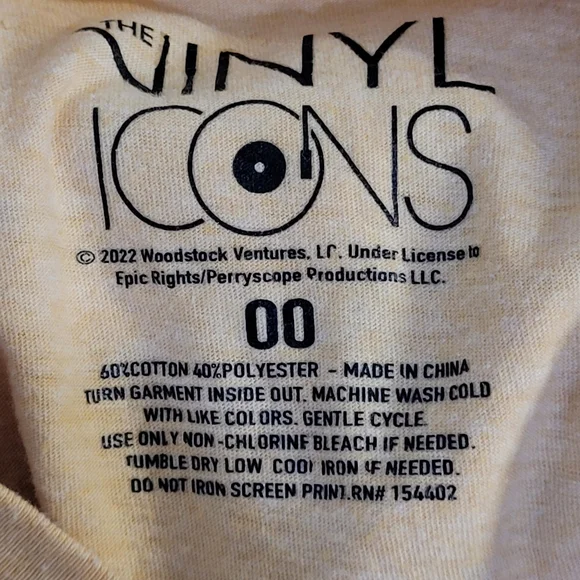 THE
VINYL
ICONS
© 2022 Woodstock Ventures, LC. Under License to
Epic Rights/Perryscope Productions LLC.
00
60%COTTON 40%POLYESTER - MADE IN CHINA
TURN GARMENT INSIDE OUT. MACHINE WASH COLD
WITH LIKE COLORS. GENTLE CYCLE.
USE ONLY NON-CHLORINE BLEACH IF NEEDED.
TUMBLE DRY LOW COOL IRON IF NEEDED.
DO NOT IRON SCREEN PRINT.RN# 154402